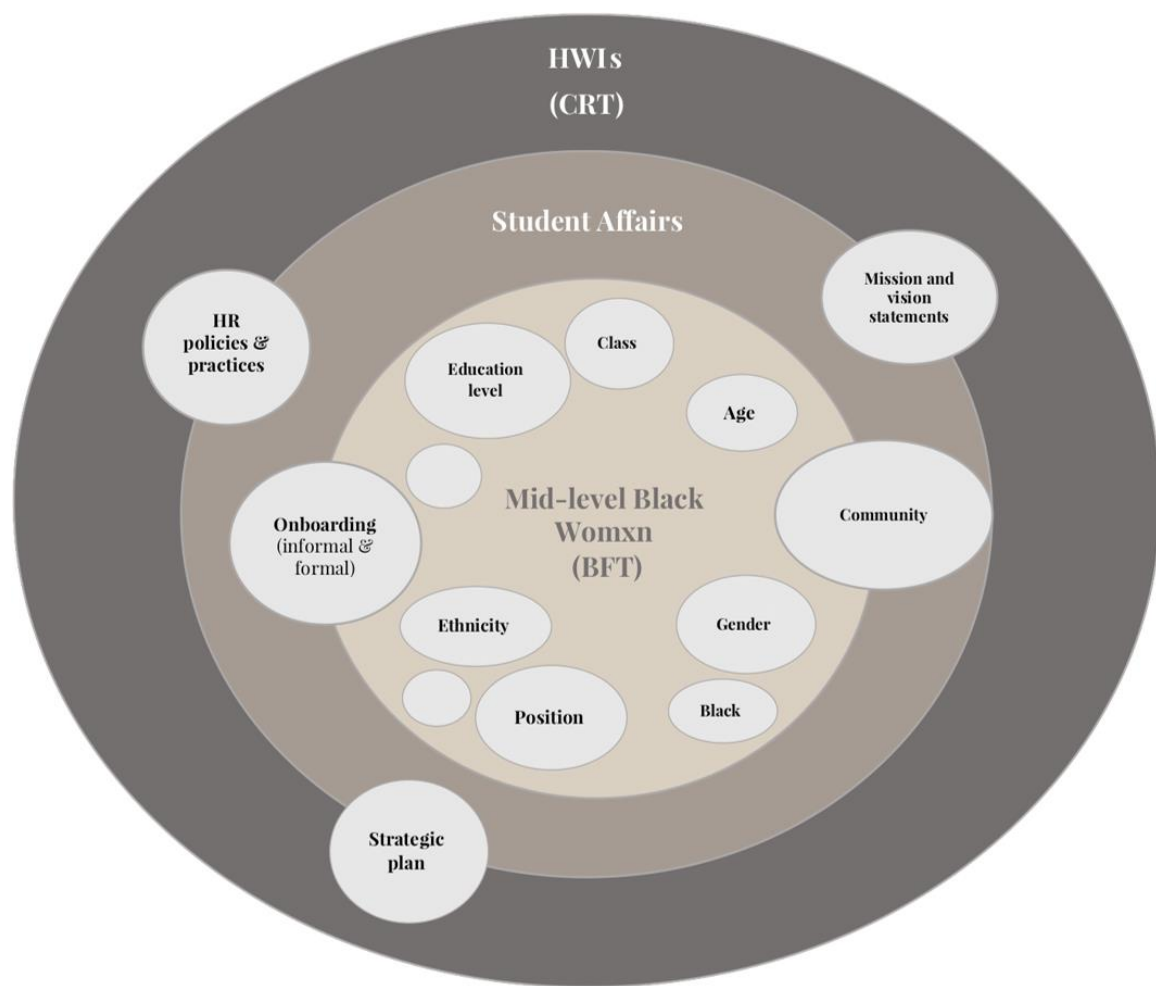 HWIs
(CRT)
Student Affairs
Mission and
vision
statements
HR
policies &
practices
Class
Education
level
Age
Mid-level Black
Womxn
(BFT)
Community
Onboarding
(informal &
formal)
Ethnicity
Gender
Black
Position
Strategic
plan